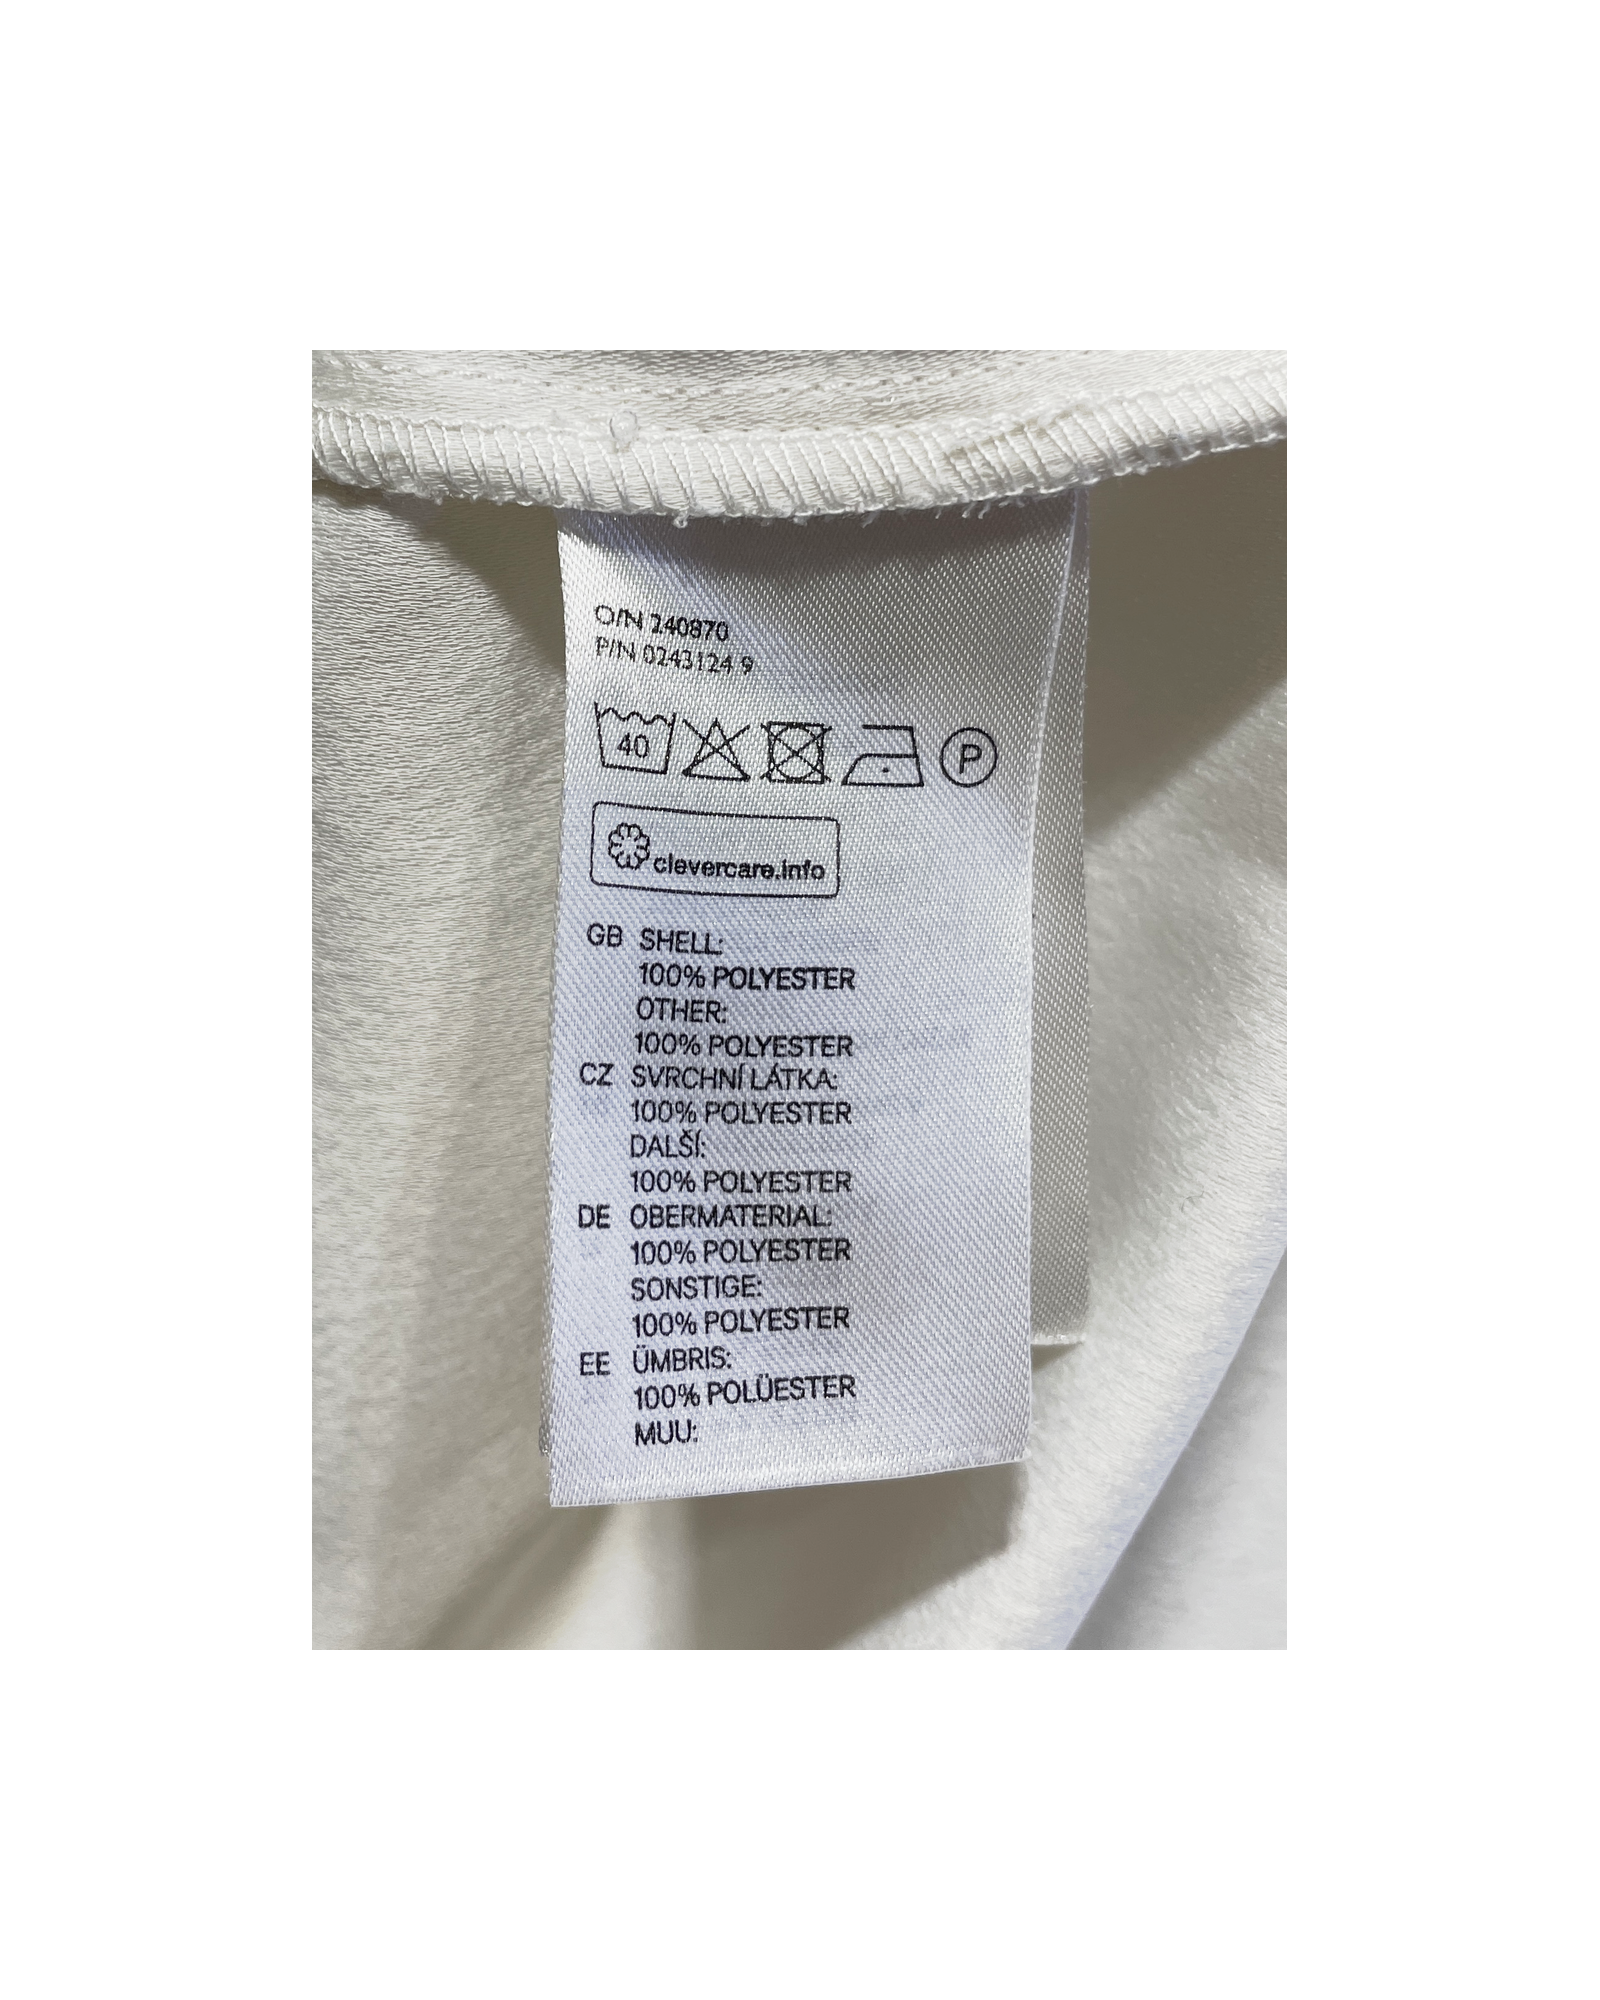 O/N 240870
P/N 0243124 9
40 P
clevercare.info
GB SHELL:
100% POLYESTER
OTHER:
100% POLYESTER
CZ SVRCHNÍ LÁTKA:
100% POLYESTER
DALŠÍ:
100% POLYESTER
DE OBERMATERIAL:
100% POLYESTER
SONSTIGE:
100% POLYESTER
EE ÜMBRIS:
100% POLÜESTER
MUU: